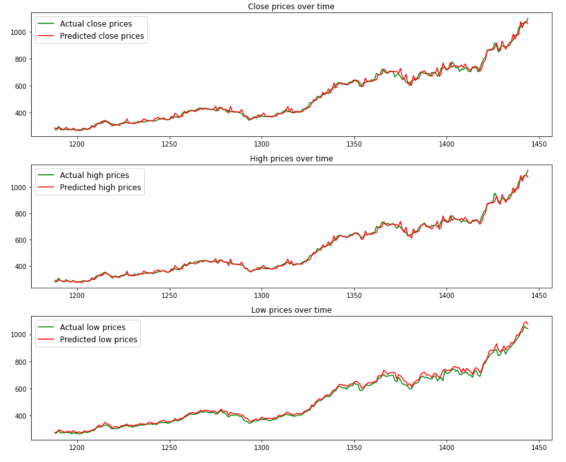 Close prices over time
Actual close prices
Predicted close prices
1000
800
600
400
1200 1250 1300 1350 1400 1450
High prices over time
Actual high prices
Predicted high prices
1000
800
600
400
1200 1250 1300 1350 1400 1450
Low prices over time
Actual low prices
Predicted low prices
1000
800
600
400
1200 1250 1300 1350 1400 1450